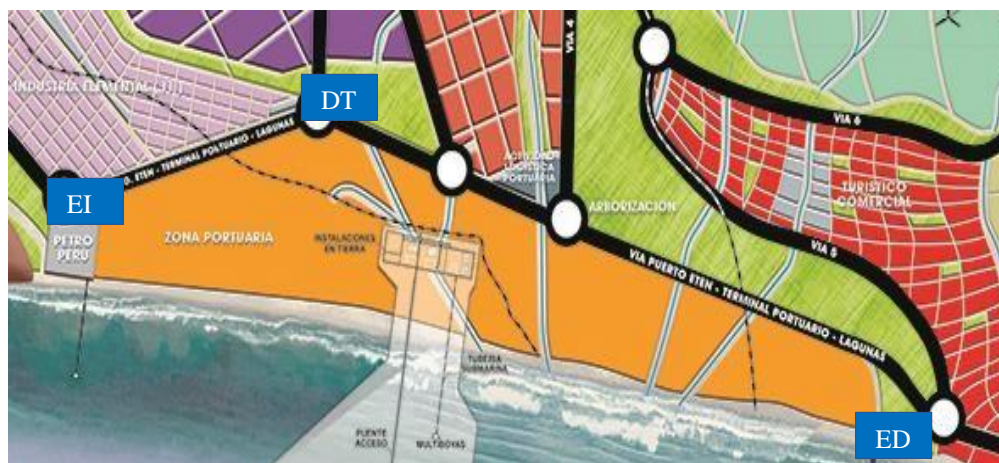 INDUSTRIA ELEMENTAL (J1)
DT
VIA 4
VIA 6
D. ETEN - TERMINAL PORTUARIO - LAGUNAS
ACTIVIDAD
LOGISTICA
PORTUARIA
TURISTICO
COMERCIAL
EI
ARBORIZACIÓN
PETRO
PERU
ZONA PORTUARIA
INSTALACIONES
EN TIERRA
VIA 5
VIA PUERTO ETEN - TERMINAL PORTUARIO - LAGUNAS
TUBERIA
SUBMARINA
PUENTE
ACCESO
MULTIBOYAS
ED